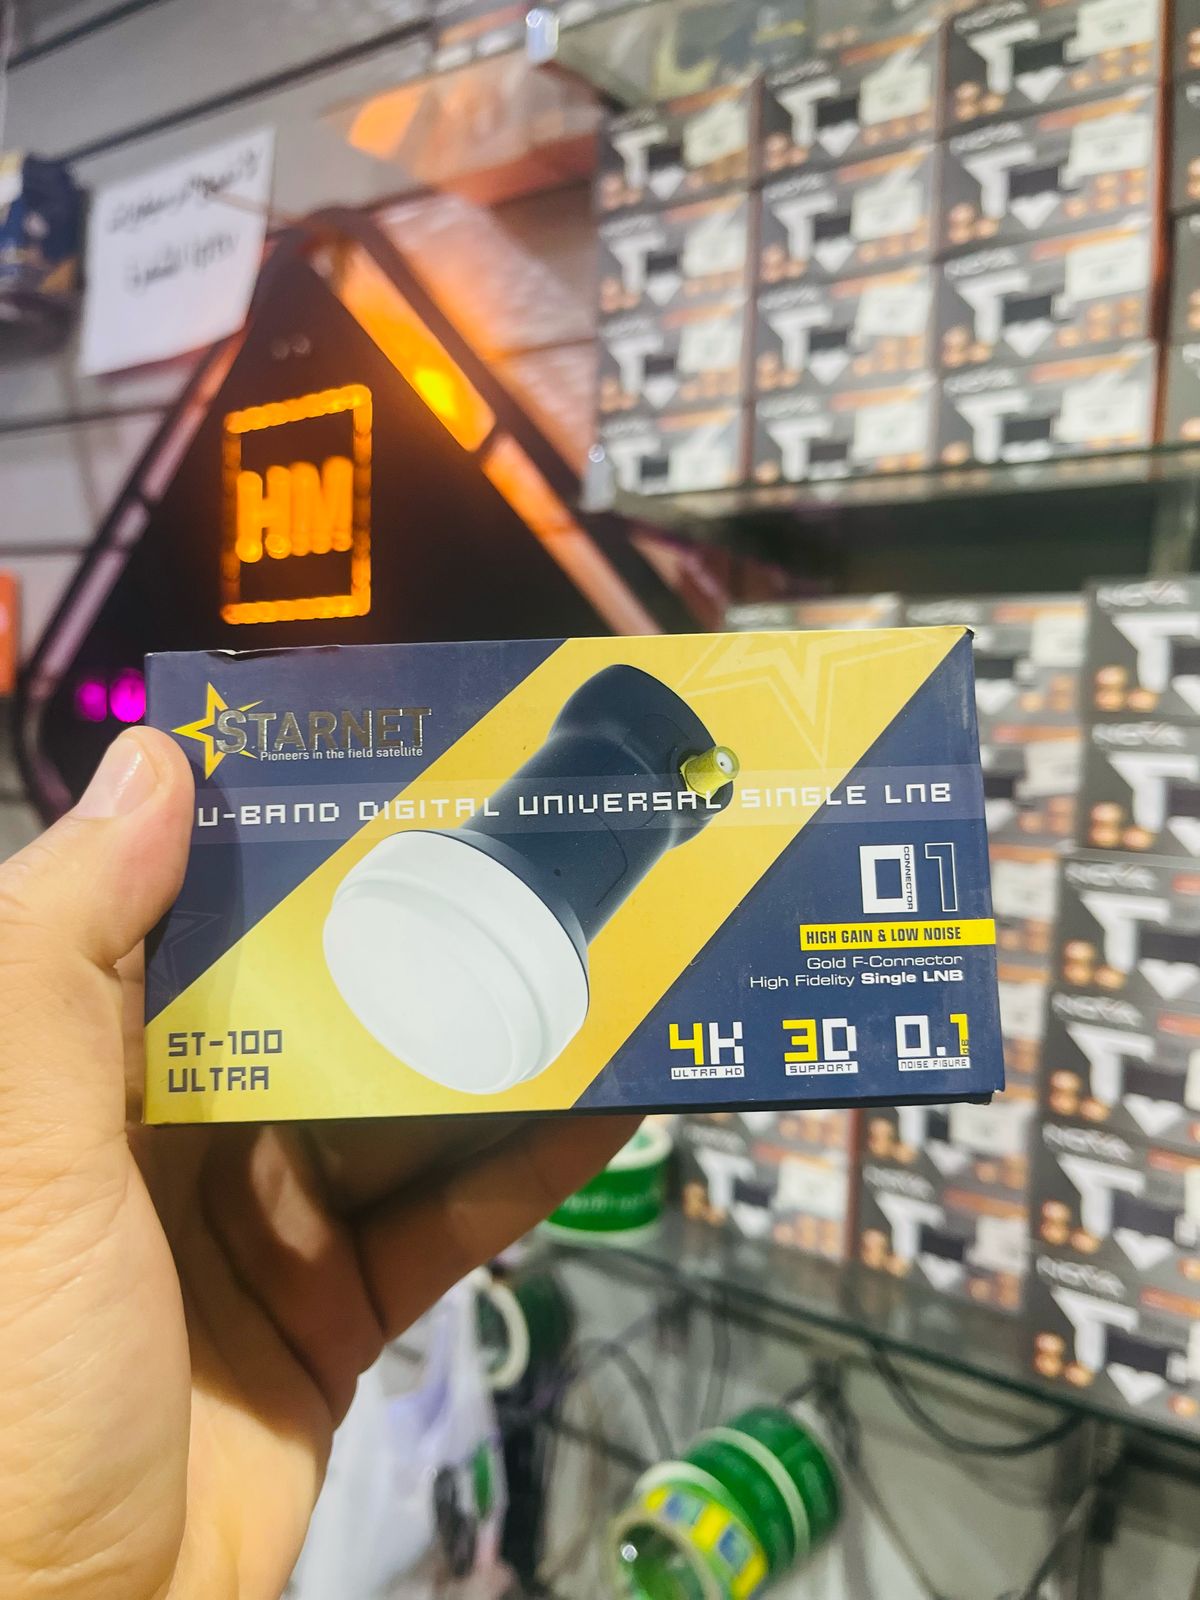 HM
NOVA
STARNET
Pioneers in the field satellite
U-BAND DIGITAL UNIVERSAL SINGLE LNB
01
CONNECTOR
HIGH GAIN & LOW NOISE
Gold F-Connector
High Fidelity Single LNB
ST-100
ULTRA
4K
ULTRA HD
3D
SUPPORT
0.1
NOISE FIGURE